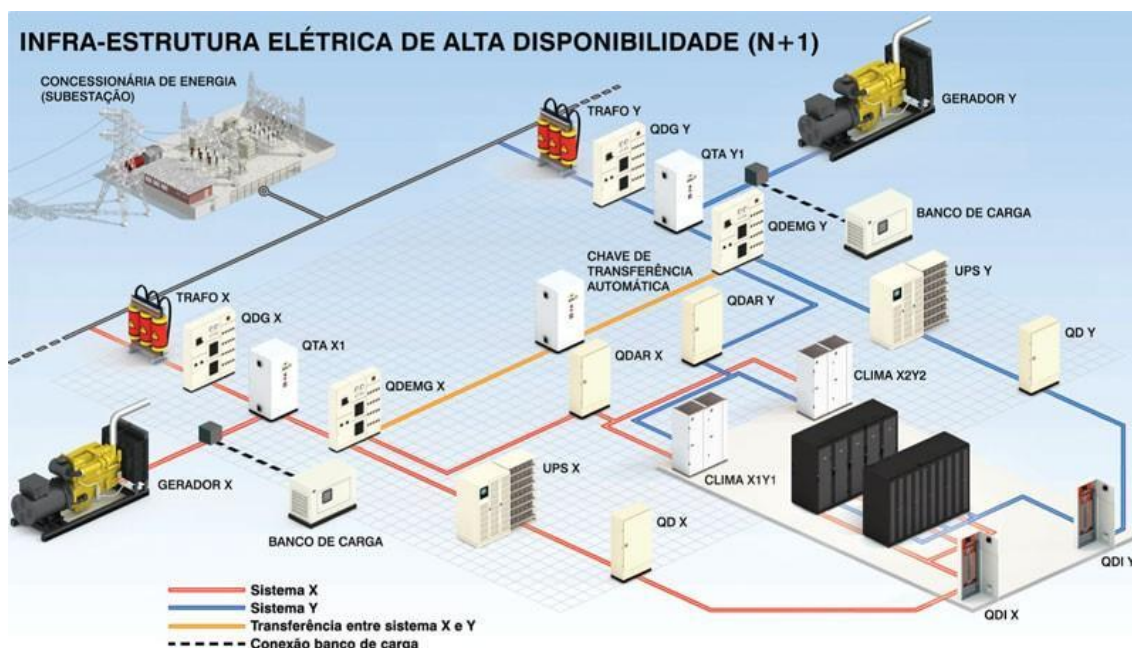 INFRA-ESTRUTURA ELÉTRICA DE ALTA DISPONIBILIDADE (N+1)
CONCESSIONÁRIA DE ENERGIA
(SUBESTAÇÃO)
TRAFO Y
QDG Y
QTA Y1
GERADOR Y
BANCO DE CARGA
QDEMG Y
CHAVE DE
TRANSFERÊNCIA
AUTOMÁTICA
UPS Y
QDAR Y
QD Y
TRAFO X
QDG X
QTA X1
QDEMG X
QDAR X
CLIMA X2Y2
CLIMA X1Y1
GERADOR X
UPS X
BANCO DE CARGA
QD X
QDI Y
QDI X
Sistema X
Sistema Y
Transferência entre sistema X e Y
Conexão banco de carga